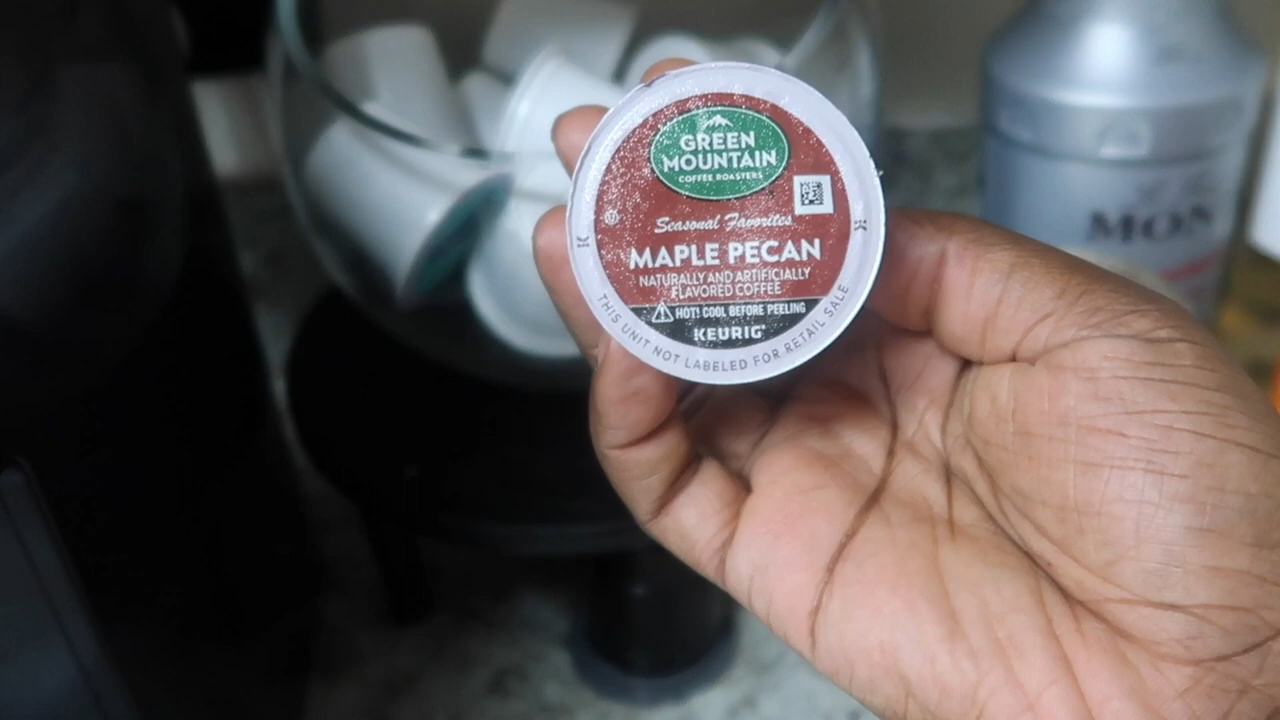 GREEN
MOUNTAIN
COFFEE ROASTERS
Seasonal Favorites
MAPLE PECAN
NATURALLY AND ARTIFICIALLY
FLAVORED COFFEE
HOT! COOL BEFORE PEELING
KEURIG
THIS UNIT NOT LABELED FOR RETAIL SALE
MON